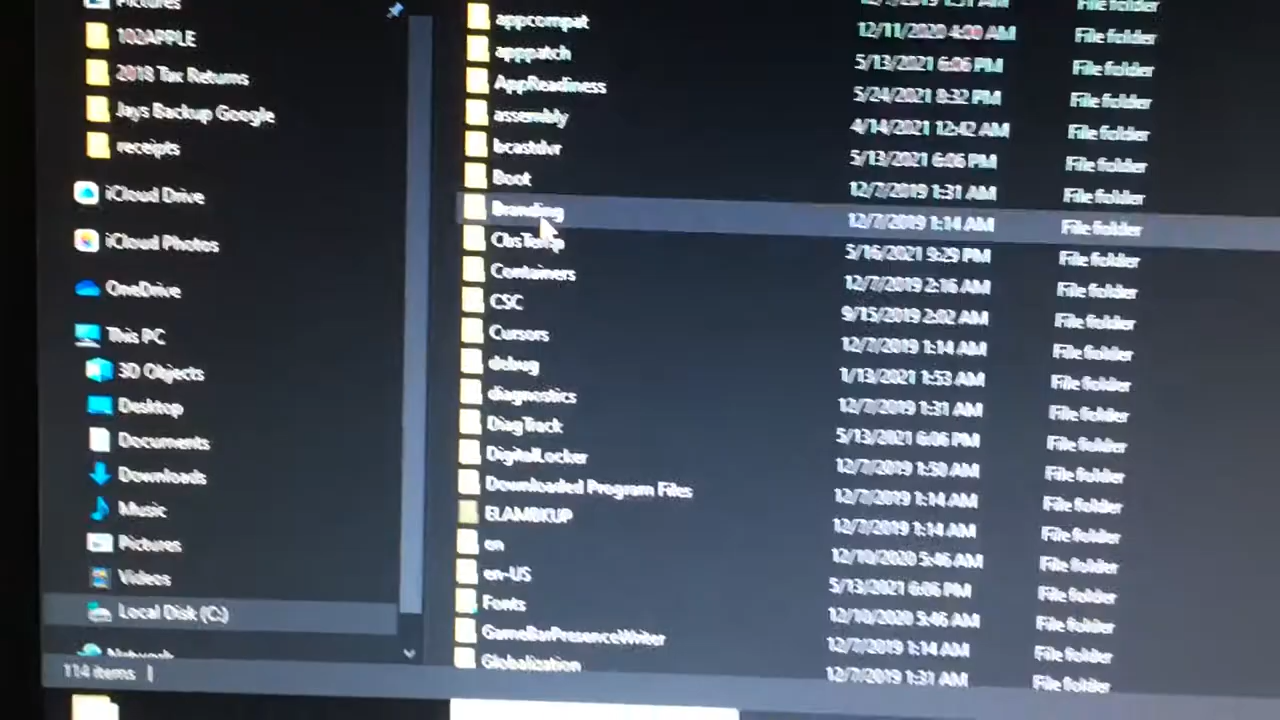 Pictures
102APPLE
2018 Tax Returns
Jays Backup Google
receipts
iCloud Drive
iCloud Photos
OneDrive
This PC
3D Objects
Desktop
Documents
Downloads
Music
Pictures
Videos
Local Disk (C:)
Network
114 items
File folder
appcompat 12/11/2020 4:00 AM File folder
apppatch 5/13/2021 6:06 PM File folder
AppReadiness 5/24/2021 8:32 PM File folder
assembly 4/14/2021 12:42 AM File folder
bcastdvr 5/13/2021 6:06 PM File folder
Boot 12/7/2019 1:31 AM File folder
Branding 12/7/2019 1:14 AM File folder
CbsTemp 5/16/2021 9:29 PM File folder
Containers 12/7/2019 2:16 AM File folder
CSC 9/15/2019 2:02 AM File folder
Cursors 12/7/2019 1:14 AM File folder
debug 1/13/2021 1:53 AM File folder
diagnostics 12/7/2019 1:31 AM File folder
DiagTrack 5/13/2021 6:06 PM File folder
DigitalLocker 12/7/2019 1:50 AM File folder
Downloaded Program Files 12/7/2019 1:14 AM File folder
ELAMBKUP 12/7/2019 1:14 AM File folder
en 12/10/2020 5:46 AM File folder
en-US 5/13/2021 6:06 PM File folder
Fonts 12/10/2020 5:46 AM File folder
GameBarPresenceWriter 12/7/2019 1:14 AM File folder
Globalization 12/7/2019 1:31 AM File folder